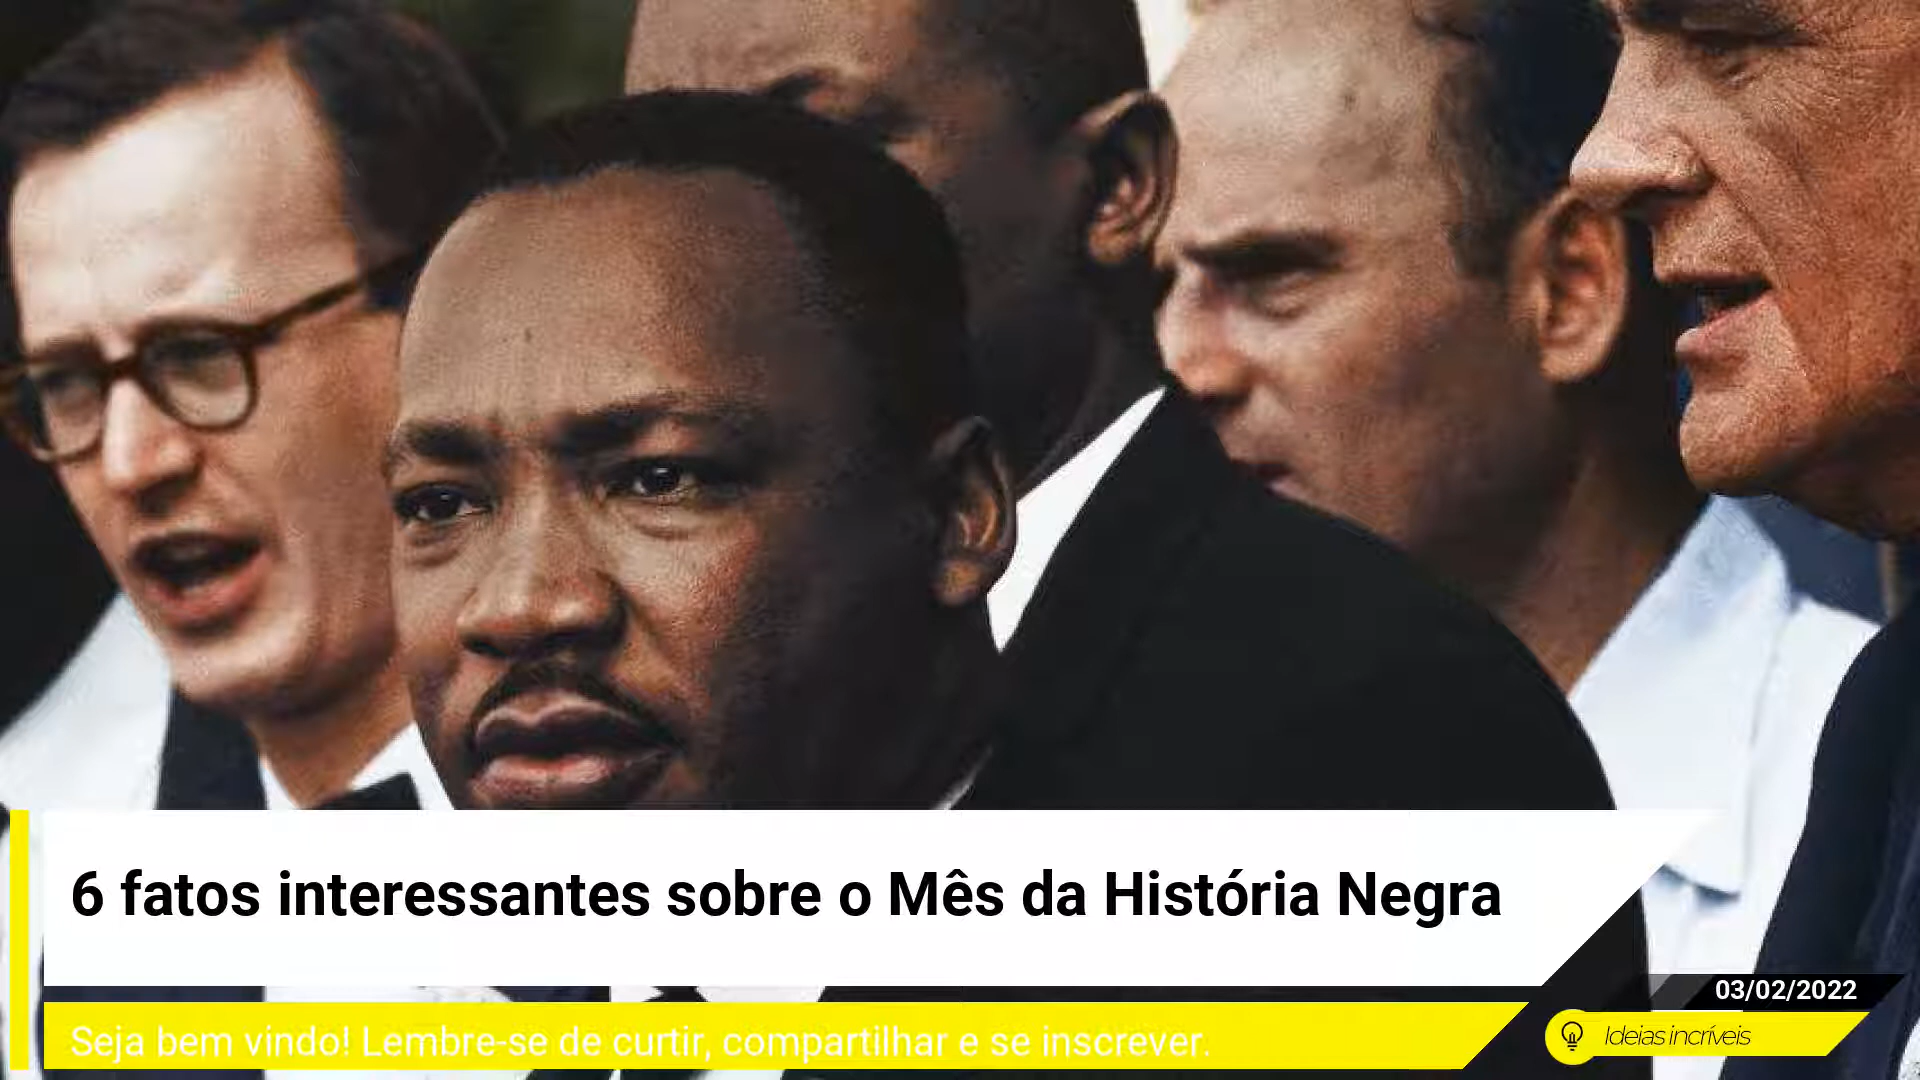 6 fatos interessantes sobre o Mês da História Negra
03/02/2022
Seja bem vindo! Lembre-se de curtir, compartilhar e se inscrever.
Ideias incríveis